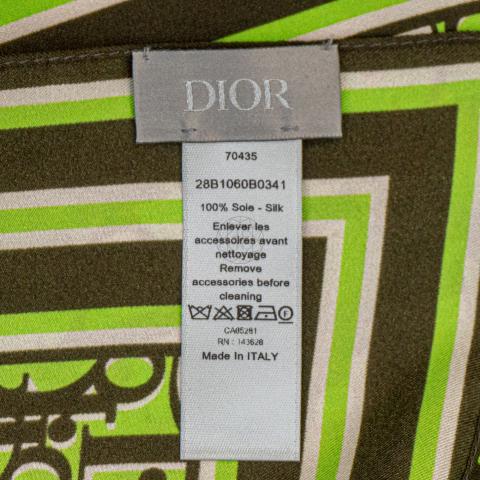 DIOR
70435
28B1060B0341
100% Soie - Silk
Enlever les
accessoires avant
nettoyage
Remove
accessories before
cleaning
CA05281
RN : 143628
Made In ITALY